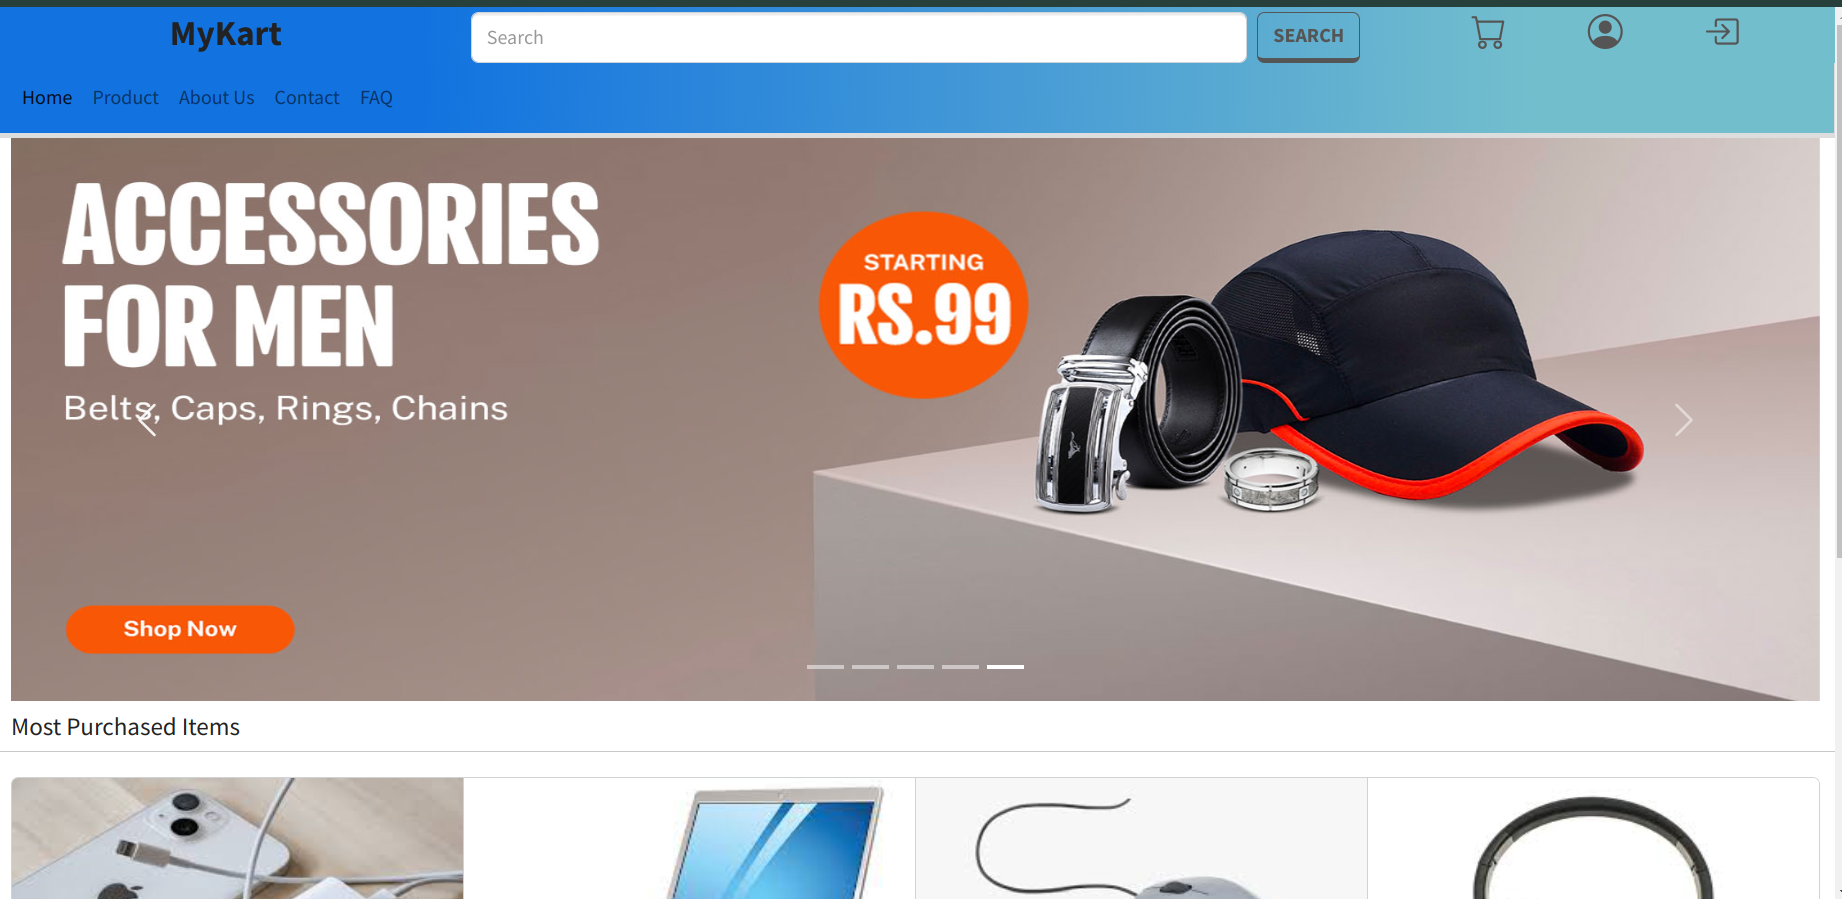 MyKart
Search
SEARCH
Home Product About Us Contact FAQ
ACCESSORIES
FOR MEN
Belts, Caps, Rings, Chains
STARTING
RS.99
Shop Now
Most Purchased Items